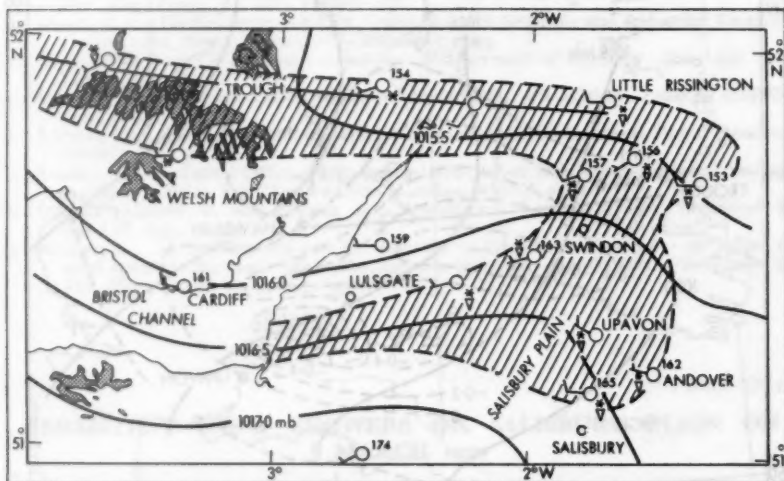 3°
2°W
52
N
52
N
154
TROUGH
LITTLE RISSINGTON
1015·5
156
157
153
WELSH MOUNTAINS
159
163
SWINDON
161
1016·0
LULSGATE
CARDIFF
BRISTOL
CHANNEL
1016·5
UPAVON
SALISBURY PLAIN
162
165
ANDOVER
1017·0 mb
SALISBURY
174
51
N
51
3°
2°W